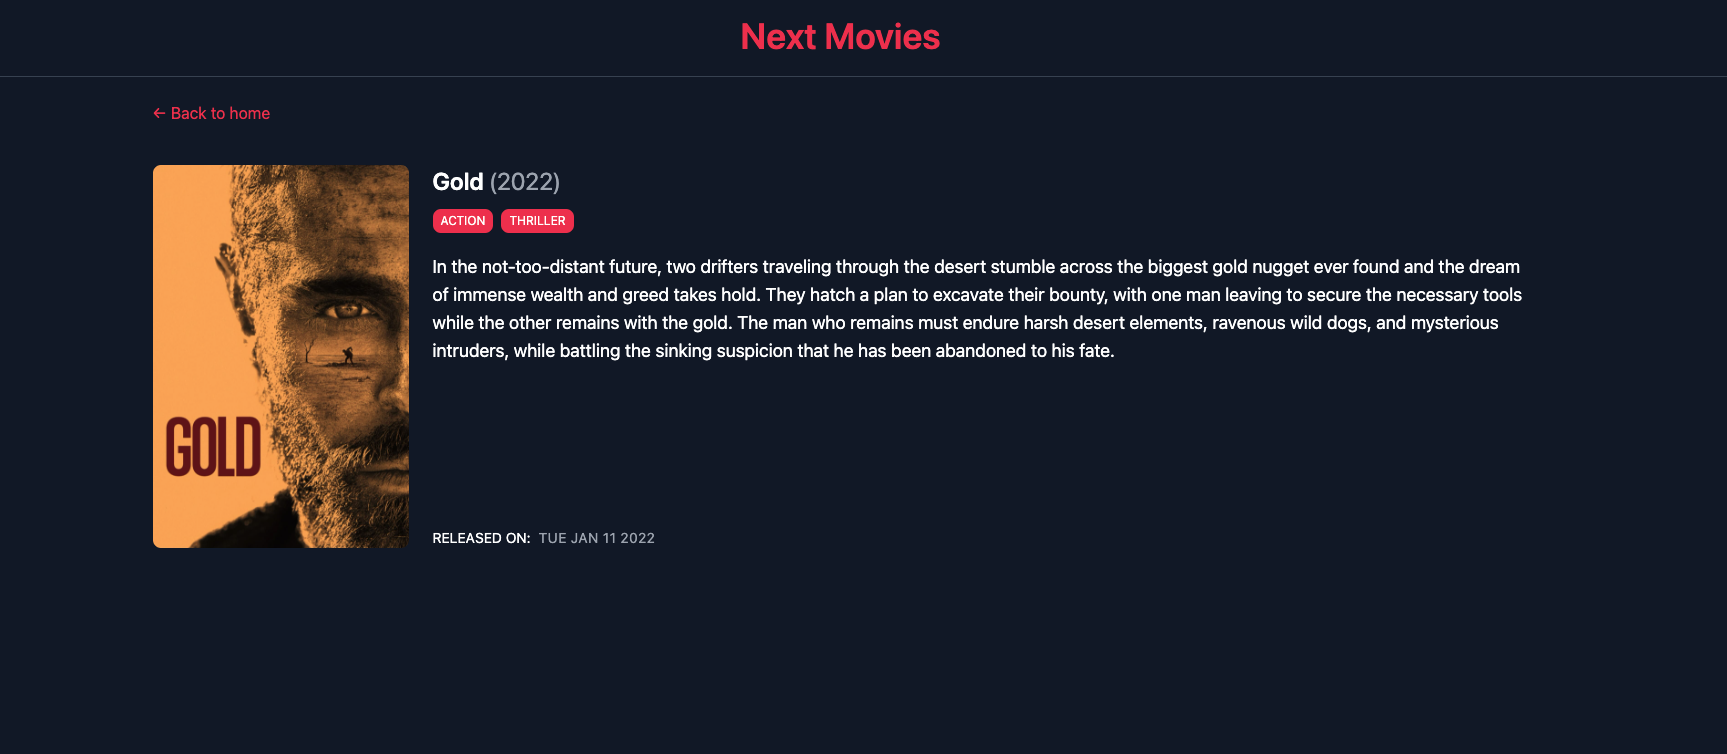 Next Movies
← Back to home
Gold (2022)
ACTION THRILLER
In the not-too-distant future, two drifters traveling through the desert stumble across the biggest gold nugget ever found and the dream
of immense wealth and greed takes hold. They hatch a plan to excavate their bounty, with one man leaving to secure the necessary tools
while the other remains with the gold. The man who remains must endure harsh desert elements, ravenous wild dogs, and mysterious
intruders, while battling the sinking suspicion that he has been abandoned to his fate.
GOLD
RELEASED ON: TUE JAN 11 2022